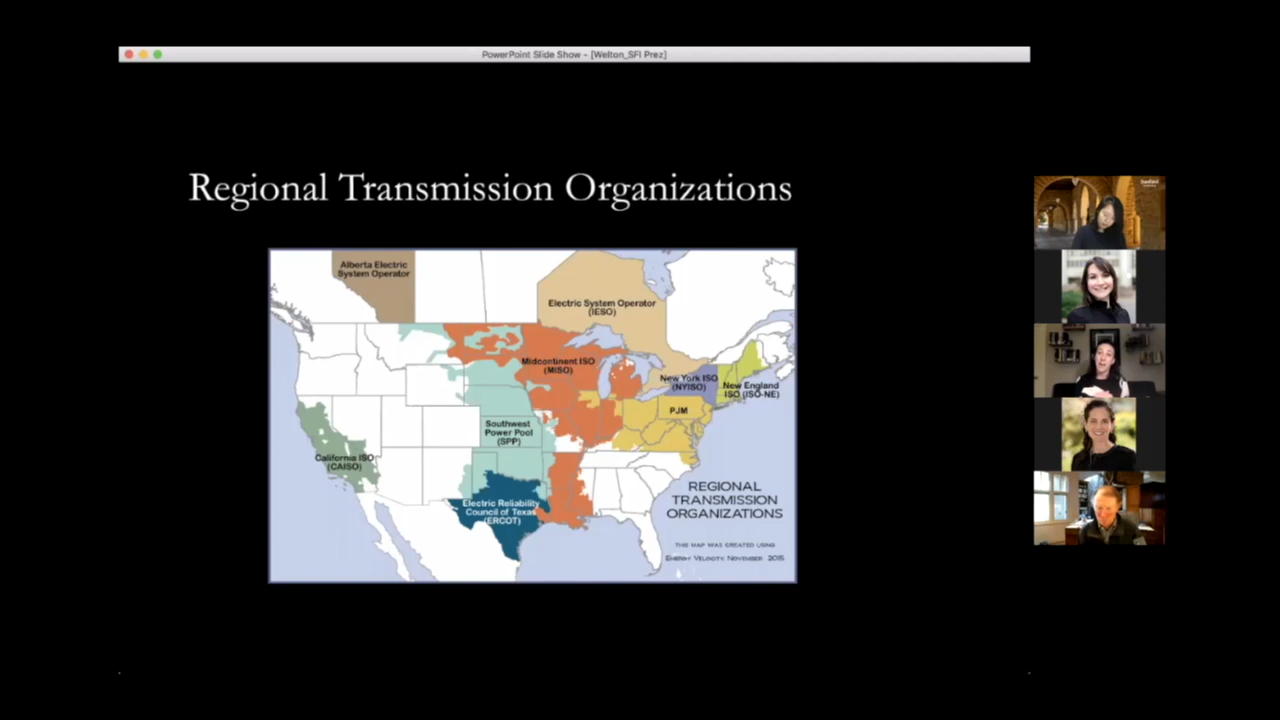 PowerPoint Slide Show - [Welton_SFI Prez]
Regional Transmission Organizations
Alberta Electric
System Operator
Electric System Operator
(IESO)
Midcontinent ISO
(MISO)
New York ISO
(NYISO)
New England
ISO (ISO-NE)
PJM
Southwest
Power Pool
(SPP)
California ISO
(CAISO)
Electric Reliability
Council of Texas
(ERCOT)
REGIONAL
TRANSMISSION
ORGANIZATIONS
THIS MAP WAS CREATED USING
ENERGY VELOCITY, NOVEMBER 2015
Stanford